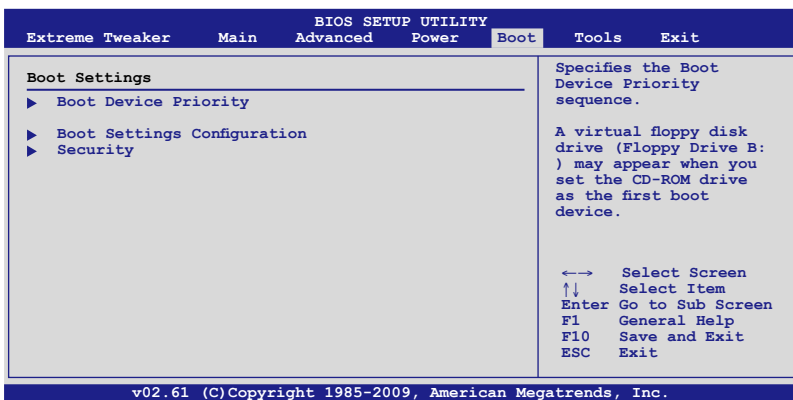 BIOS SETUP UTILITY
Extreme Tweaker Main Advanced Power Boot Tools Exit
Boot Settings
Boot Device Priority
Boot Settings Configuration
Security
Specifies the Boot
Device Priority
sequence.
A virtual floppy disk
drive (Floppy Drive B:
) may appear when you
set the CD-ROM drive
as the first boot
device.
←→ Select Screen
↑↓ Select Item
Enter Go to Sub Screen
F1 General Help
F10 Save and Exit
ESC Exit
v02.61 (C)Copyright 1985-2009, American Megatrends, Inc.